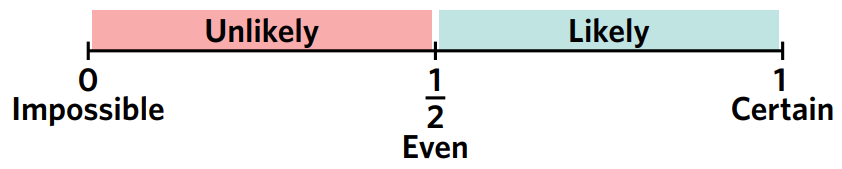 Unlikely Likely
0 1/2 1
Impossible Certain
Even